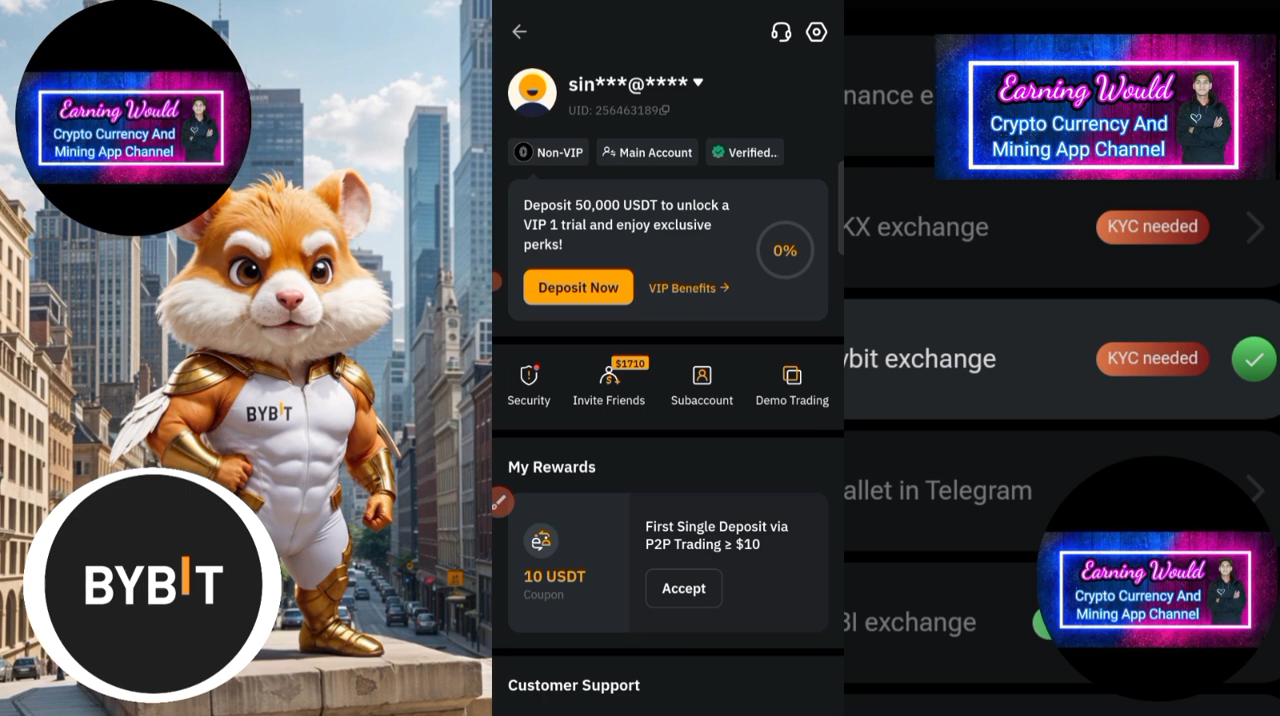 Earning Would
Crypto Currency And
Mining App Channel
BYBIT
BYBIT
sin***@****
UID: 256463189
Non-VIP
Main Account
Verified..
Deposit 50,000 USDT to unlock a
VIP 1 trial and enjoy exclusive
perks!
0%
Deposit Now
VIP Benefits →
$1710
Security
Invite Friends
Subaccount
Demo Trading
My Rewards
10 USDT
Coupon
First Single Deposit via
P2P Trading ≥ $10
Accept
Customer Support
nance e
Earning Would
Crypto Currency And
Mining App Channel
KX exchange
KYC needed
ybit exchange
KYC needed
allet in Telegram
BI exchange
Earning Would
Crypto Currency And
Mining App Channel